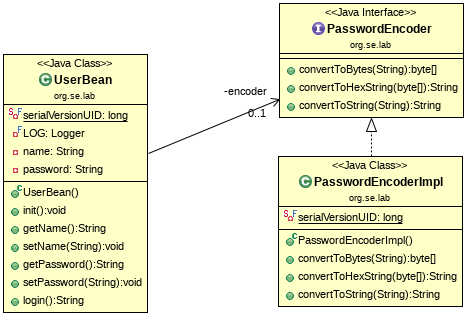 <<Java Class>>
UserBean
org.se.lab
serialVersionUID: long
LOG: Logger
name: String
password: String
UserBean()
init():void
getName():String
setName(String):void
getPassword():String
setPassword(String):void
login():String
-encoder
0..1
<<Java Interface>>
PasswordEncoder
org.se.lab
convertToBytes(String):byte[]
convertToHexString(byte[]):String
convertToString(String):String
<<Java Class>>
PasswordEncoderImpl
org.se.lab
serialVersionUID: long
PasswordEncoderImpl()
convertToBytes(String):byte[]
convertToHexString(byte[]):String
convertToString(String):String